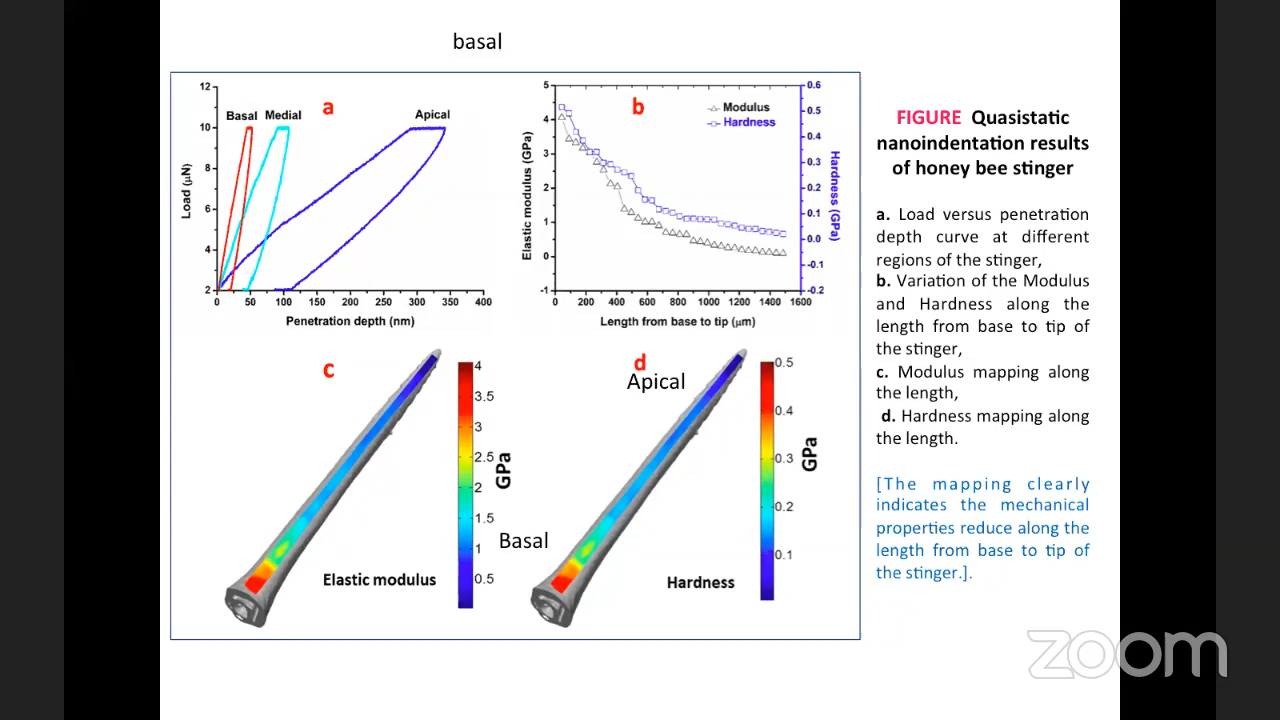 basal
a
Basal Medial
Apical
12
10
8
6
4
2
Load (μN)
0 50 100 150 200 250 300 350 400
Penetration depth (nm)
b
Modulus
Hardness
5
4
3
2
1
0
-1
Elastic modulus (GPa)
0.6
0.5
0.4
0.3
0.2
0.1
0.0
-0.1
-0.2
Hardness (GPa)
0 200 400 600 800 1000 1200 1400 1600
Length from base to tip (μm)
c
4
3.5
3
2.5
2
1.5
1
0.5
GPa
Elastic modulus
Basal
d
Apical
0.5
0.4
0.3
0.2
0.1
GPa
Hardness
FIGURE Quasistatic
nanoindentation results
of honey bee stinger
a. Load versus penetration
depth curve at different
regions of the stinger,
b. Variation of the Modulus
and Hardness along the
length from base to tip of
the stinger,
c. Modulus mapping along
the length,
d. Hardness mapping along
the length.
[The mapping clearly
indicates the mechanical
properties reduce along the
length from base to tip of
the stinger.].
zoom